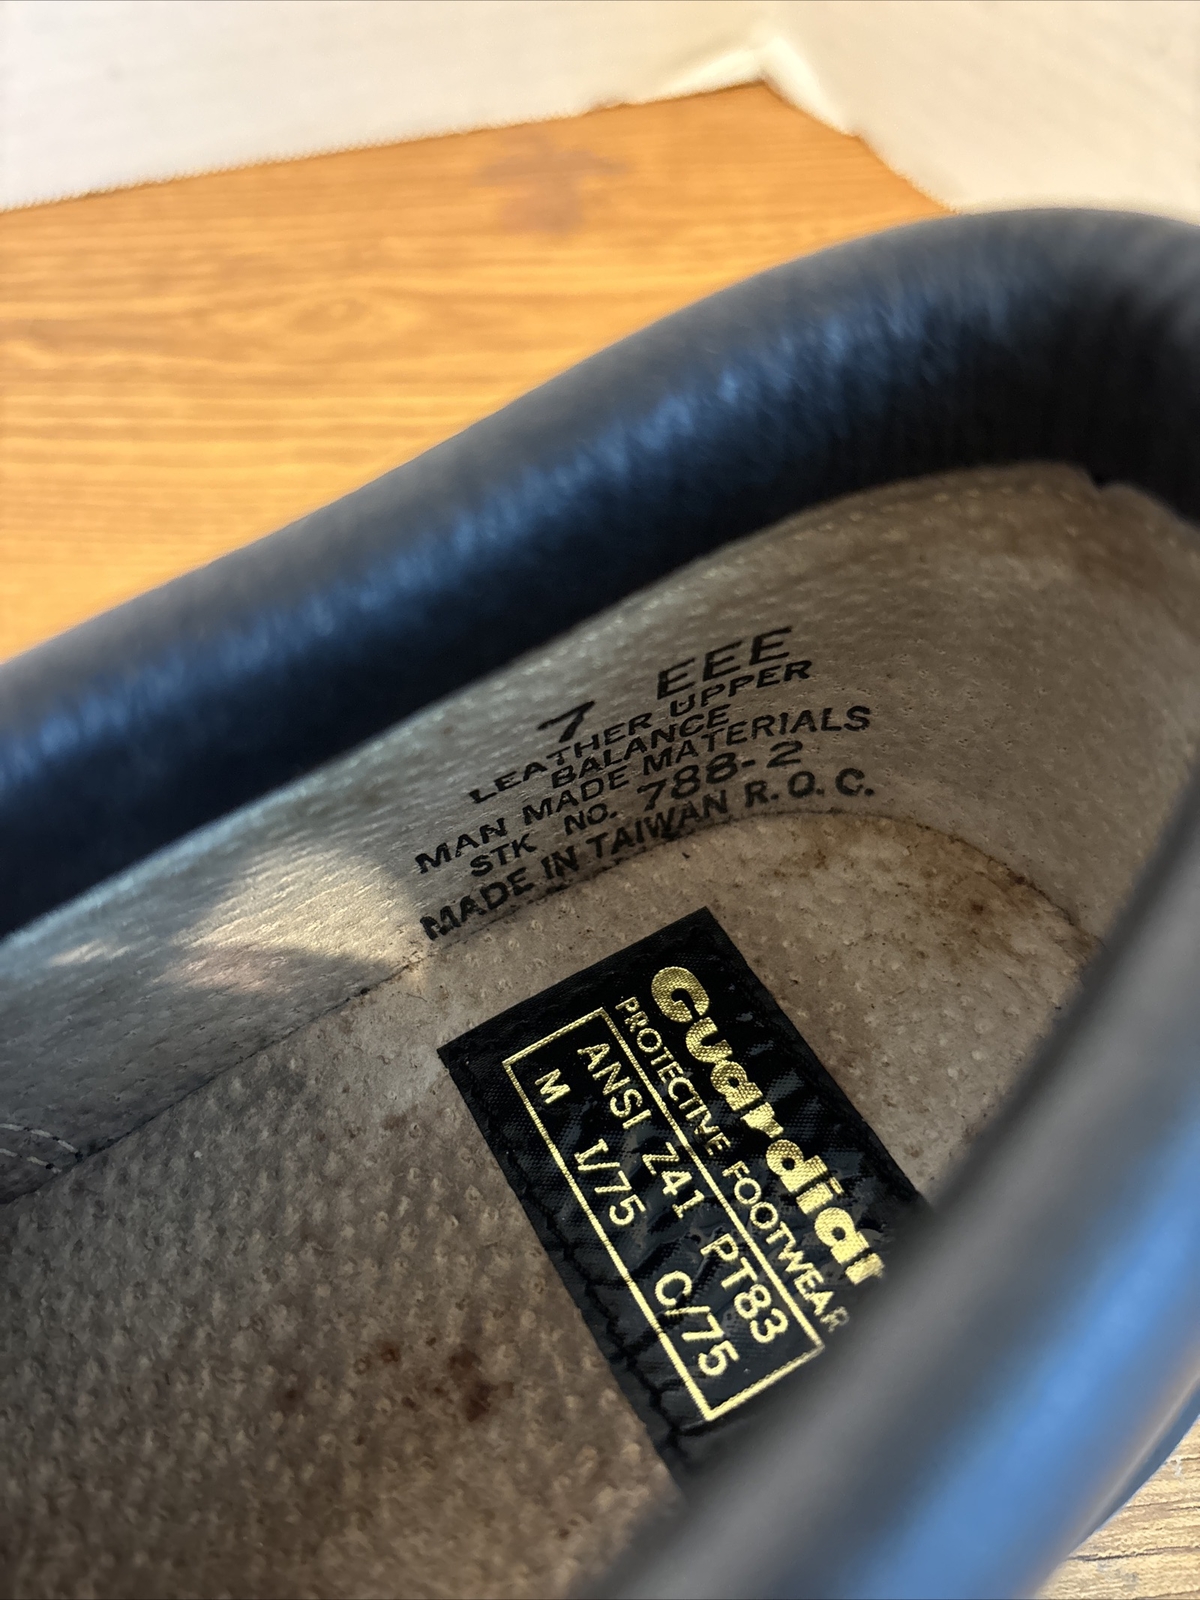 7 EEE
LEATHER UPPER
BALANCE
MAN MADE MATERIALS
STK NO. 788-2
MADE IN TAIWAN R.O.C.
Guardian
PROTECTIVE FOOTWEAR
ANSI Z41 PT83
M I/75 C/75